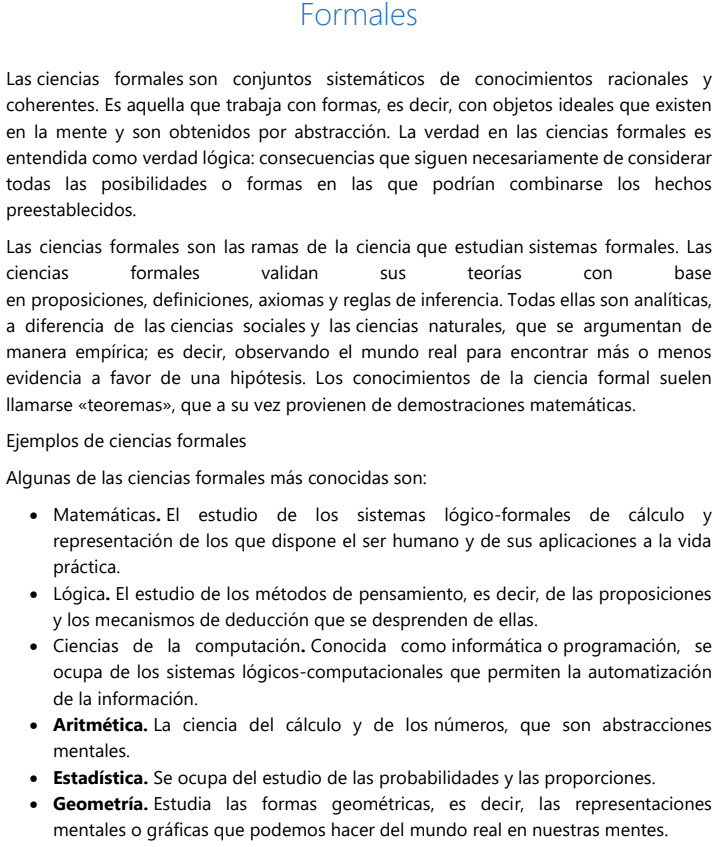 Formales
Las ciencias formales son conjuntos sistemáticos de conocimientos racionales y
coherentes. Es aquella que trabaja con formas, es decir, con objetos ideales que existen
en la mente y son obtenidos por abstracción. La verdad en las ciencias formales es
entendida como verdad lógica: consecuencias que siguen necesariamente de considerar
todas las posibilidades o formas en las que podrían combinarse los hechos
preestablecidos.
Las ciencias formales son las ramas de la ciencia que estudian sistemas formales. Las
ciencias formales validan sus teorías con base
en proposiciones, definiciones, axiomas y reglas de inferencia. Todas ellas son analíticas,
a diferencia de las ciencias sociales y las ciencias naturales, que se argumentan de
manera empírica; es decir, observando el mundo real para encontrar más o menos
evidencia a favor de una hipótesis. Los conocimientos de la ciencia formal suelen
llamarse «teoremas», que a su vez provienen de demostraciones matemáticas.
Ejemplos de ciencias formales
Algunas de las ciencias formales más conocidas son:
• Matemáticas. El estudio de los sistemas lógico-formales de cálculo y
representación de los que dispone el ser humano y de sus aplicaciones a la vida
práctica.
• Lógica. El estudio de los métodos de pensamiento, es decir, de las proposiciones
y los mecanismos de deducción que se desprenden de ellas.
• Ciencias de la computación. Conocida como informática o programación, se
ocupa de los sistemas lógicos-computacionales que permiten la automatización
de la información.
• Aritmética. La ciencia del cálculo y de los números, que son abstracciones
mentales.
• Estadística. Se ocupa del estudio de las probabilidades y las proporciones.
• Geometría. Estudia las formas geométricas, es decir, las representaciones
mentales o gráficas que podemos hacer del mundo real en nuestras mentes.